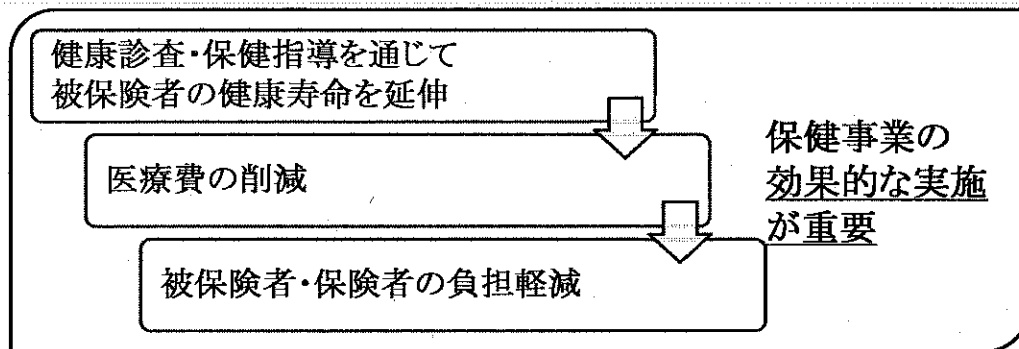 健康診査・保健指導を通じて
被保険者の健康寿命を延伸
医療費の削減
被保険者・保険者の負担軽減
保健事業の
効果的な実施
が重要